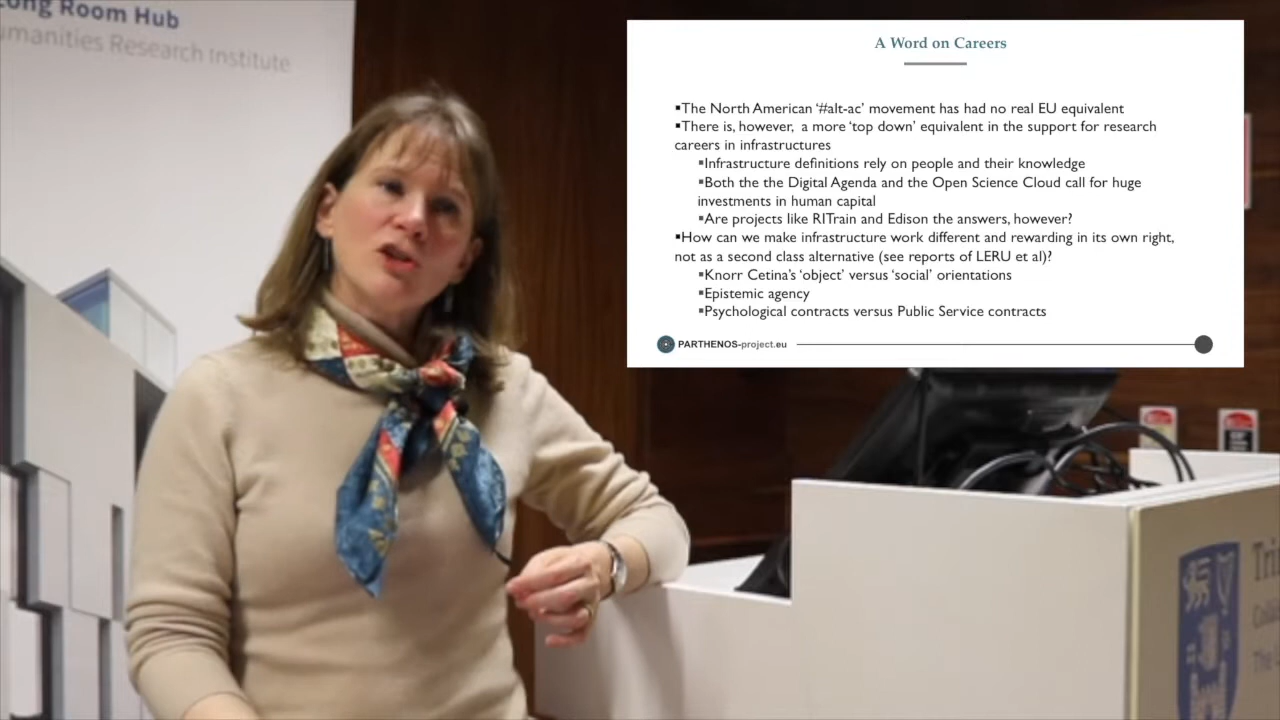 Long Room Hub
umanities Research Institute
A Word on Careers
▪The North American ‘#alt-ac’ movement has had no real EU equivalent
▪There is, however, a more ‘top down’ equivalent in the support for research
careers in infrastructures
▪Infrastructure definitions rely on people and their knowledge
▪Both the the Digital Agenda and the Open Science Cloud call for huge
investments in human capital
▪Are projects like RITrain and Edison the answers, however?
▪How can we make infrastructure work different and rewarding in its own right,
not as a second class alternative (see reports of LERU et al)?
▪Knorr Cetina’s ‘object’ versus ‘social’ orientations
▪Epistemic agency
▪Psychological contracts versus Public Service contracts
PARTHENOS-project.eu
Tri
The